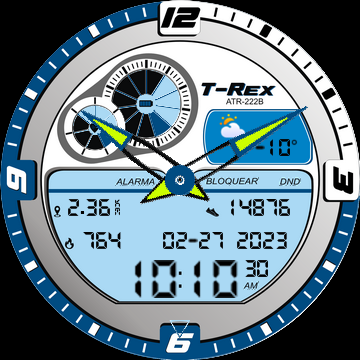 12
T-Rex
ATR-222B
-10°
ALARMA BLOQUEAR DND
2.36 KM 14876
764 02-27 2023
10:10 30 AM
9 3
6